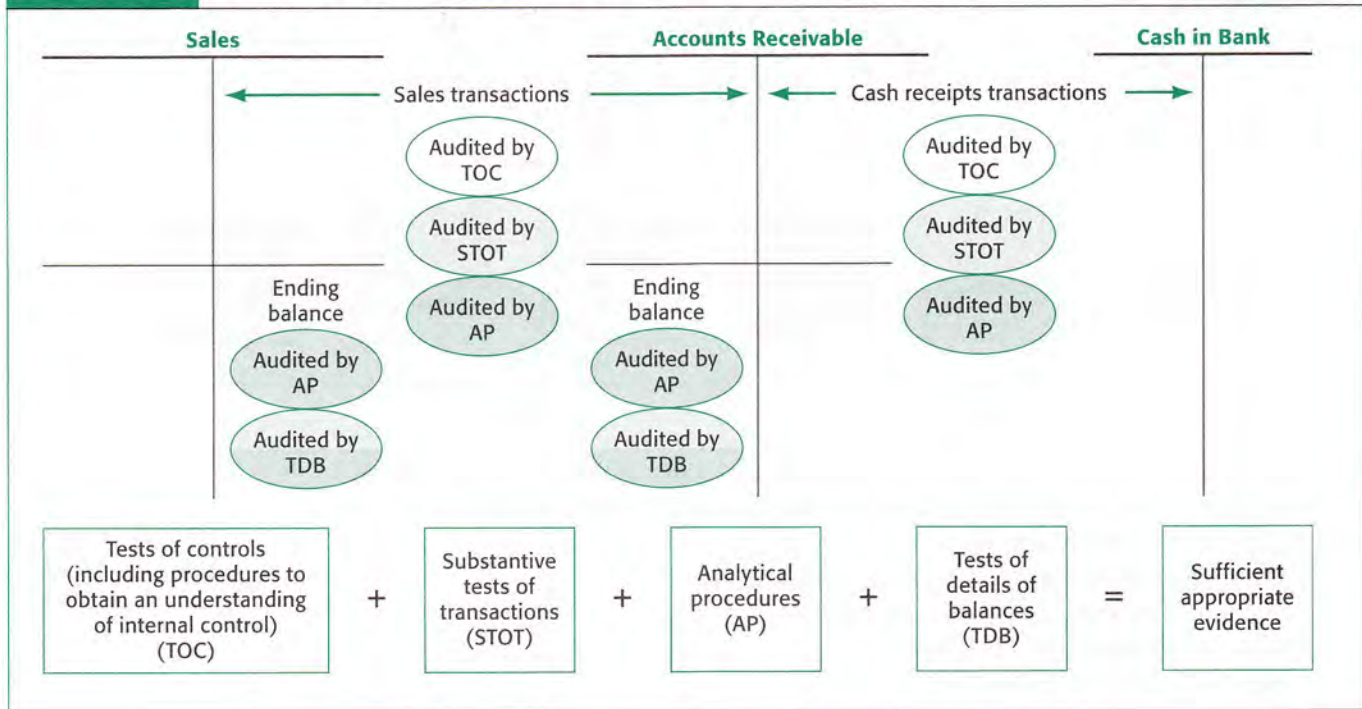 Sales
Accounts Receivable
Cash in Bank
Sales transactions
Cash receipts transactions
Audited by
TOC
Audited by
STOT
Audited by
AP
Audited by
TOC
Audited by
STOT
Audited by
AP
Ending
balance
Audited by
AP
Audited by
TDB
Ending
balance
Audited by
AP
Audited by
TDB
Tests of controls
(including procedures to
obtain an understanding
of internal control)
(TOC)
+
Substantive
tests of
transactions
(STOT)
+
Analytical
procedures
(AP)
+
Tests of
details of
balances
(TDB)
=
Sufficient
appropriate
evidence